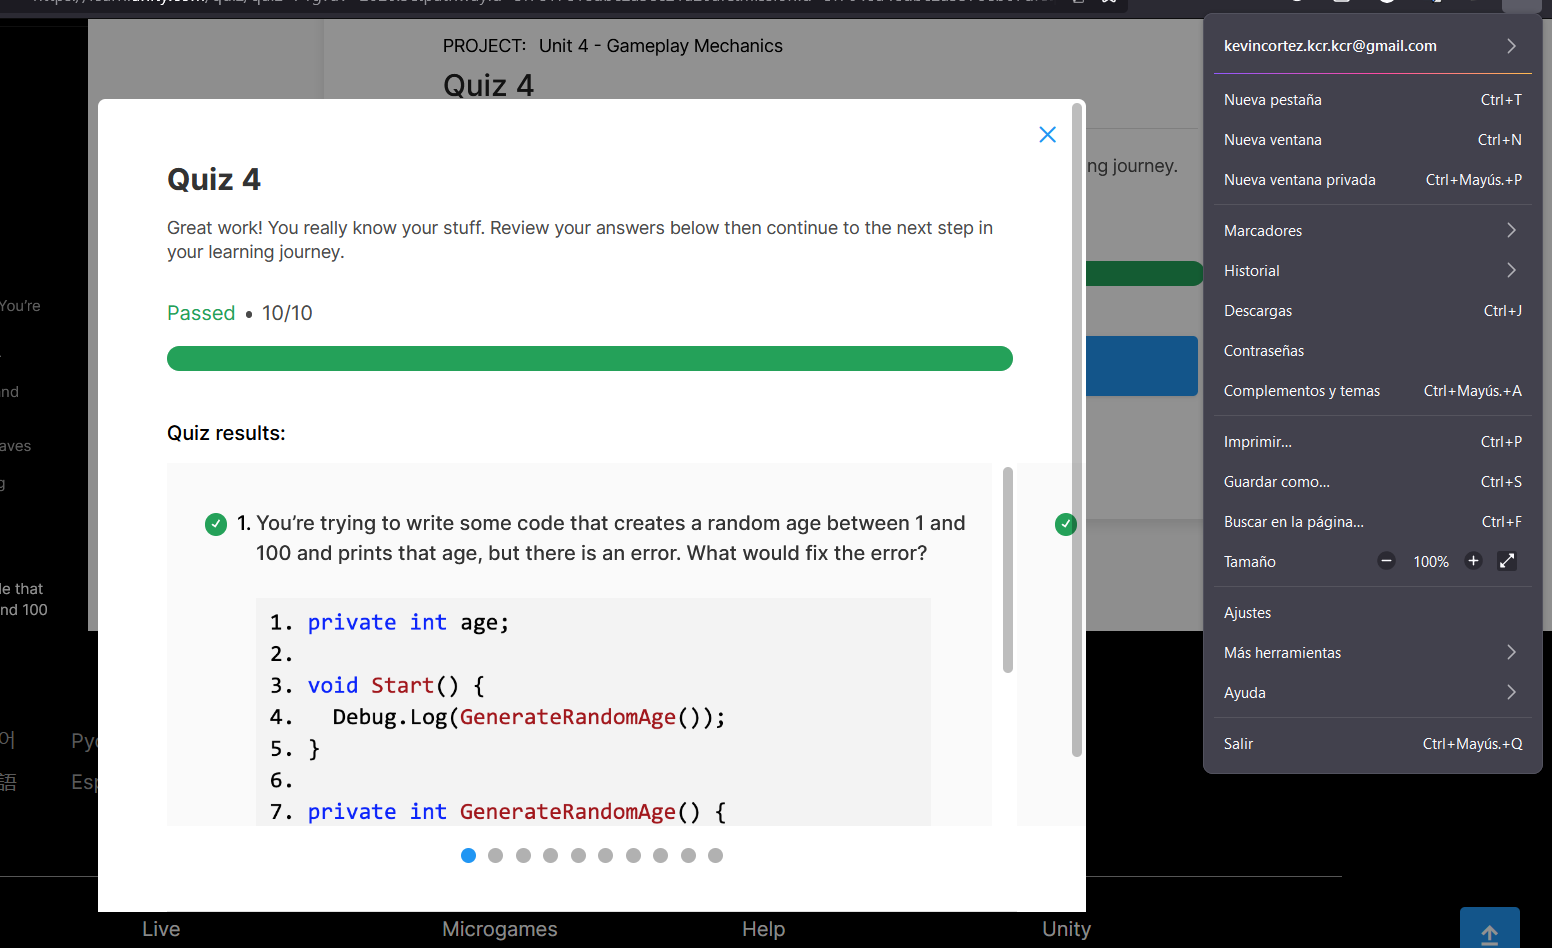 PROJECT: Unit 4 - Gameplay Mechanics
Quiz 4
ng journey.
Quiz 4
Great work! You really know your stuff. Review your answers below then continue to the next step in
your learning journey.
Passed • 10/10
Quiz results:
1. You're trying to write some code that creates a random age between 1 and
100 and prints that age, but there is an error. What would fix the error?
1. private int age;
2.
3. void Start() {
4.   Debug.Log(GenerateRandomAge());
5. }
6.
7. private int GenerateRandomAge() {
You're
nd
aves
g
le that
nd 100
어
Рус
語
Esp
Live
Microgames
Help
Unity
kevincortez.kcr.kcr@gmail.com
Nueva pestaña Ctrl+T
Nueva ventana Ctrl+N
Nueva ventana privada Ctrl+Mayús.+P
Marcadores
Historial
Descargas Ctrl+J
Contraseñas
Complementos y temas Ctrl+Mayús.+A
Imprimir... Ctrl+P
Guardar como... Ctrl+S
Buscar en la página... Ctrl+F
Tamaño 100%
Ajustes
Más herramientas
Ayuda
Salir Ctrl+Mayús.+Q